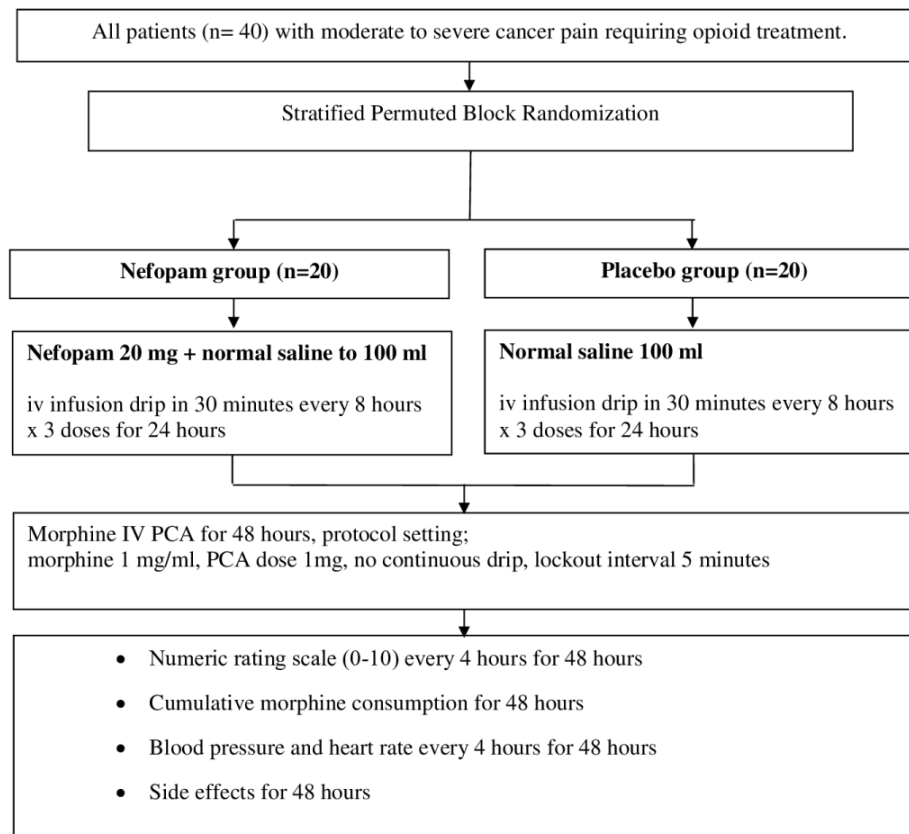 All patients (n= 40) with moderate to severe cancer pain requiring opioid treatment.
Stratified Permuted Block Randomization
Nefopam group (n=20)
Placebo group (n=20)
Nefopam 20 mg + normal saline to 100 ml
iv infusion drip in 30 minutes every 8 hours
x 3 doses for 24 hours
Normal saline 100 ml
iv infusion drip in 30 minutes every 8 hours
x 3 doses for 24 hours
Morphine IV PCA for 48 hours, protocol setting;
morphine 1 mg/ml, PCA dose 1mg, no continuous drip, lockout interval 5 minutes
• Numeric rating scale (0-10) every 4 hours for 48 hours
• Cumulative morphine consumption for 48 hours
• Blood pressure and heart rate every 4 hours for 48 hours
• Side effects for 48 hours